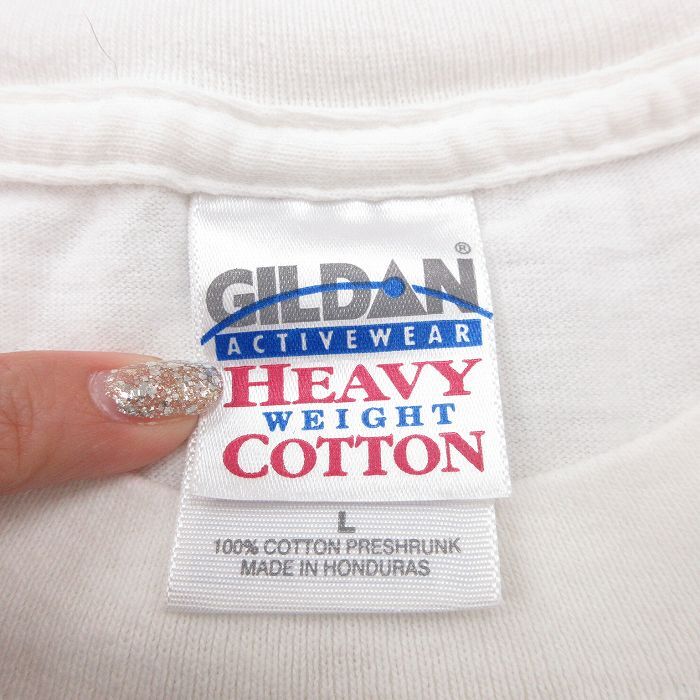 GILDAN®
ACTIVEWEAR
HEAVY
WEIGHT
COTTON
L
100% COTTON PRESHRUNK
MADE IN HONDURAS